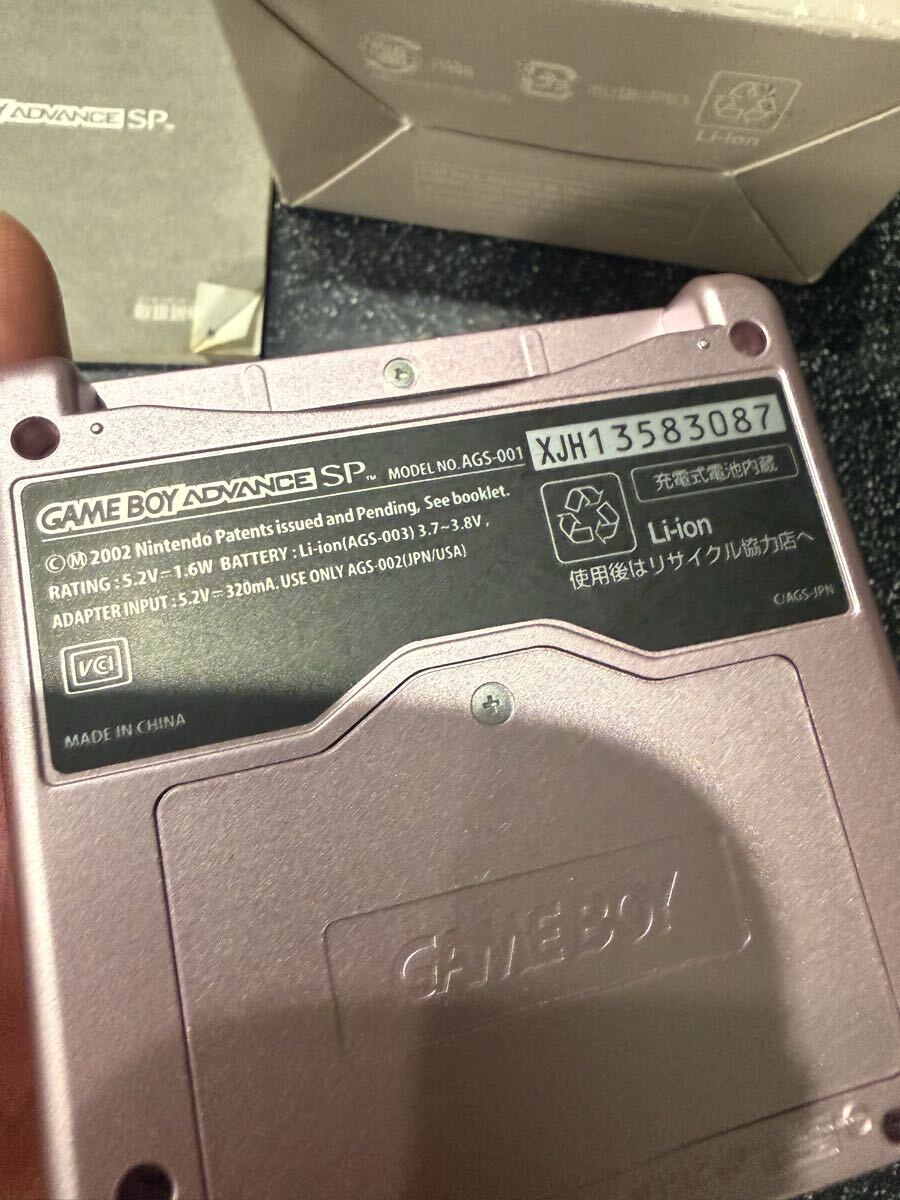 ADVANCE SP™
Li-ion
GAME BOY ADVANCE SP™ MODEL NO. AGS-001 XJH13583087
©Ⓜ 2002 Nintendo Patents issued and Pending, See booklet.
RATING : 5.2V⎓1.6W BATTERY : Li-ion(AGS-003) 3.7~3.8V ,
ADAPTER INPUT : 5.2V⎓320mA. USE ONLY AGS-002(JPN/USA)
VCI
MADE IN CHINA
充電式電池内蔵
Li-ion
使用後はリサイクル協力店へ
C/AGS-JPN
GAME BOY